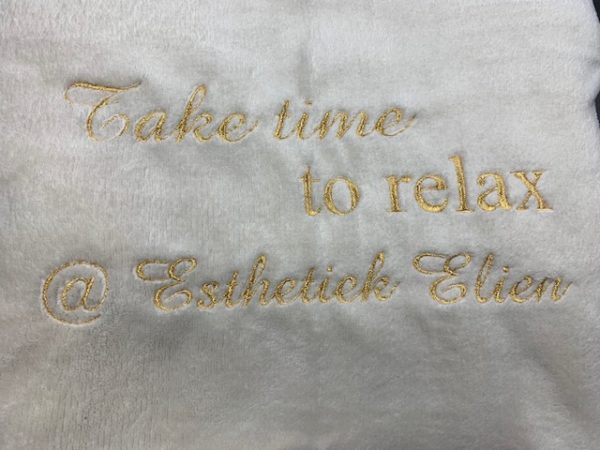 Take time
to relax
@ Esthetick Elien